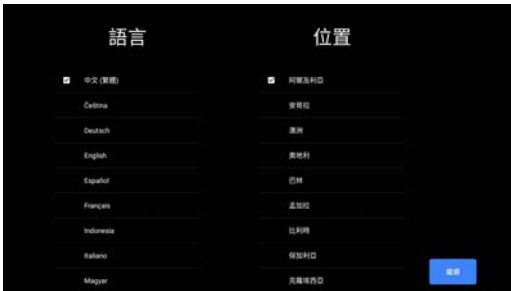 語言
中文 (繁體)
Čeština
Deutsch
English
Español
Français
Indonesia
Italiano
Magyar
位置
阿爾及利亞
安哥拉
澳洲
奧地利
巴林
孟加拉
比利時
保加利亞
克羅埃西亞
繼續